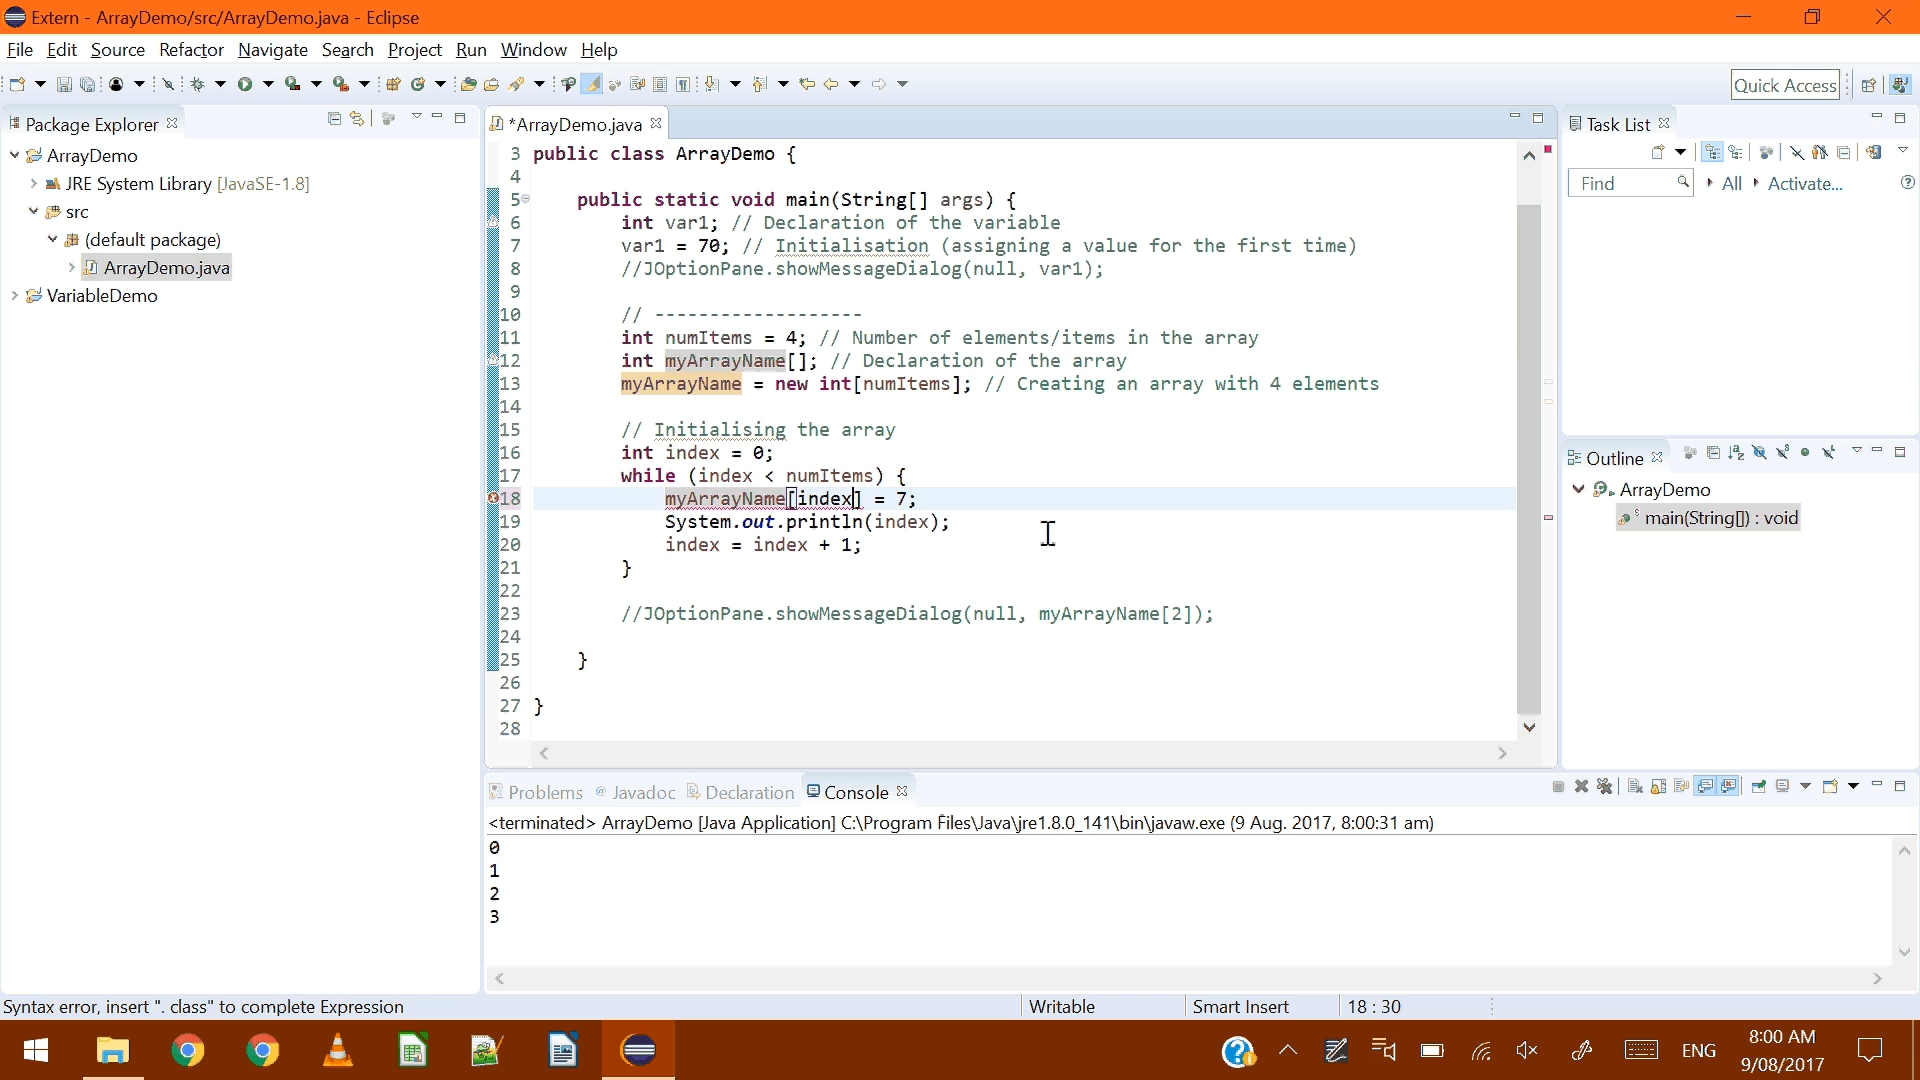 Extern - ArrayDemo/src/ArrayDemo.java - Eclipse
File Edit Source Refactor Navigate Search Project Run Window Help
Quick Access
Package Explorer
ArrayDemo
JRE System Library [JavaSE-1.8]
src
(default package)
ArrayDemo.java
VariableDemo
*ArrayDemo.java
3 public class ArrayDemo {
4
5 public static void main(String[] args) {
6 int var1; // Declaration of the variable
7 var1 = 70; // Initialisation (assigning a value for the first time)
8 //JOptionPane.showMessageDialog(null, var1);
9
10 // -------------------
11 int numItems = 4; // Number of elements/items in the array
12 int myArrayName[]; // Declaration of the array
13 myArrayName = new int[numItems]; // Creating an array with 4 elements
14
15 // Initialising the array
16 int index = 0;
17 while (index < numItems) {
18 myArrayName[index] = 7;
19 System.out.println(index);
20 index = index + 1;
21 }
22
23 //JOptionPane.showMessageDialog(null, myArrayName[2]);
24
25 }
26
27 }
28
Task List
Find All Activate...
Outline
ArrayDemo
main(String[]) : void
Problems Javadoc Declaration Console
<terminated> ArrayDemo [Java Application] C:\Program Files\Java\jre1.8.0_141\bin\javaw.exe (9 Aug. 2017, 8:00:31 am)
0
1
2
3
Syntax error, insert ". class" to complete Expression Writable Smart Insert 18 : 30
ENG
8:00 AM
9/08/2017